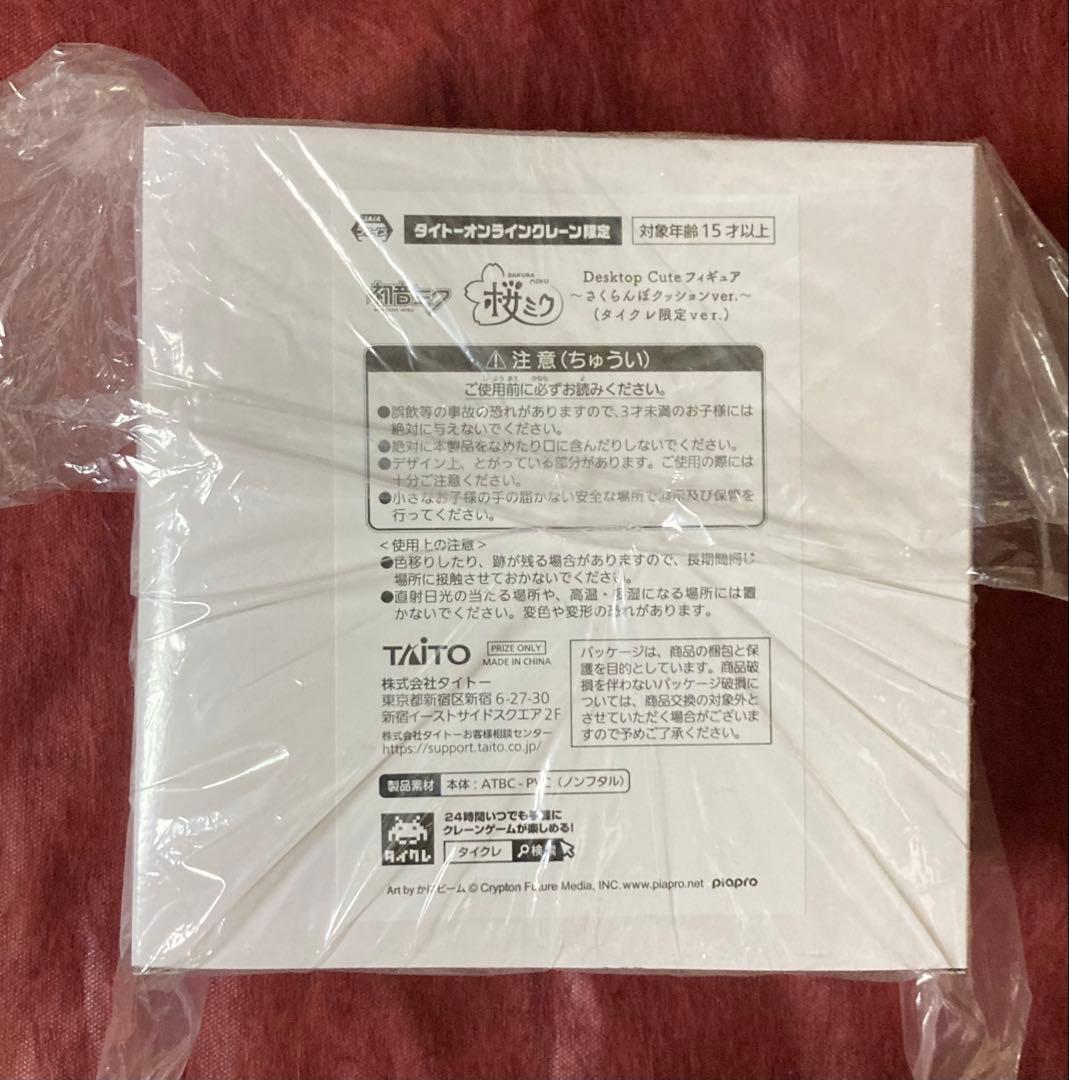 JAIA
プライズ
タイトーオンラインクレーン限定
対象年齢15才以上
初音ミク
SAKURA MIKU
桜ミク
Desktop Cute フィギュア
～さくらんぼクッションver.～
(タイクレ限定ver.)
⚠ 注意(ちゅうい)
ご使用前に必ずお読みください。
●誤飲等の事故の恐れがありますので、3才未満のお子様には
絶対に与えないでください。
●絶対に本製品をなめたり口に含んだりしないでください。
●デザイン上、とがっている部分があります。ご使用の際には
十分ご注意ください。
●小さなお子様の手の届かない安全な場所で展示及び保管を
行ってください。
<使用上の注意>
●色移りしたり、跡が残る場合がありますので、長期間同じ
場所に接触させておかないでください。
●直射日光の当たる場所や、高温・多湿になる場所には置
かないでください。変色や変形の恐れがあります。
TAITO
PRIZE ONLY
MADE IN CHINA
株式会社タイトー
東京都新宿区新宿 6-27-30
新宿イーストサイドスクエア 2F
株式会社タイトーお客様相談センター
https://support.taito.co.jp/
パッケージは、商品の梱包と保
護を目的としています。商品破
損を伴わないパッケージ破損に
ついては、商品交換の対象外と
させていただく場合がございま
すので予めご了承ください。
製品素材 本体：ATBC-PVC（ノンフタル）
タイクレ
24時間いつでも手軽に
クレーンゲームが楽しめる!
タイクレ 検索
Art by かにビーム © Crypton Future Media, INC. www.piapro.net piapro